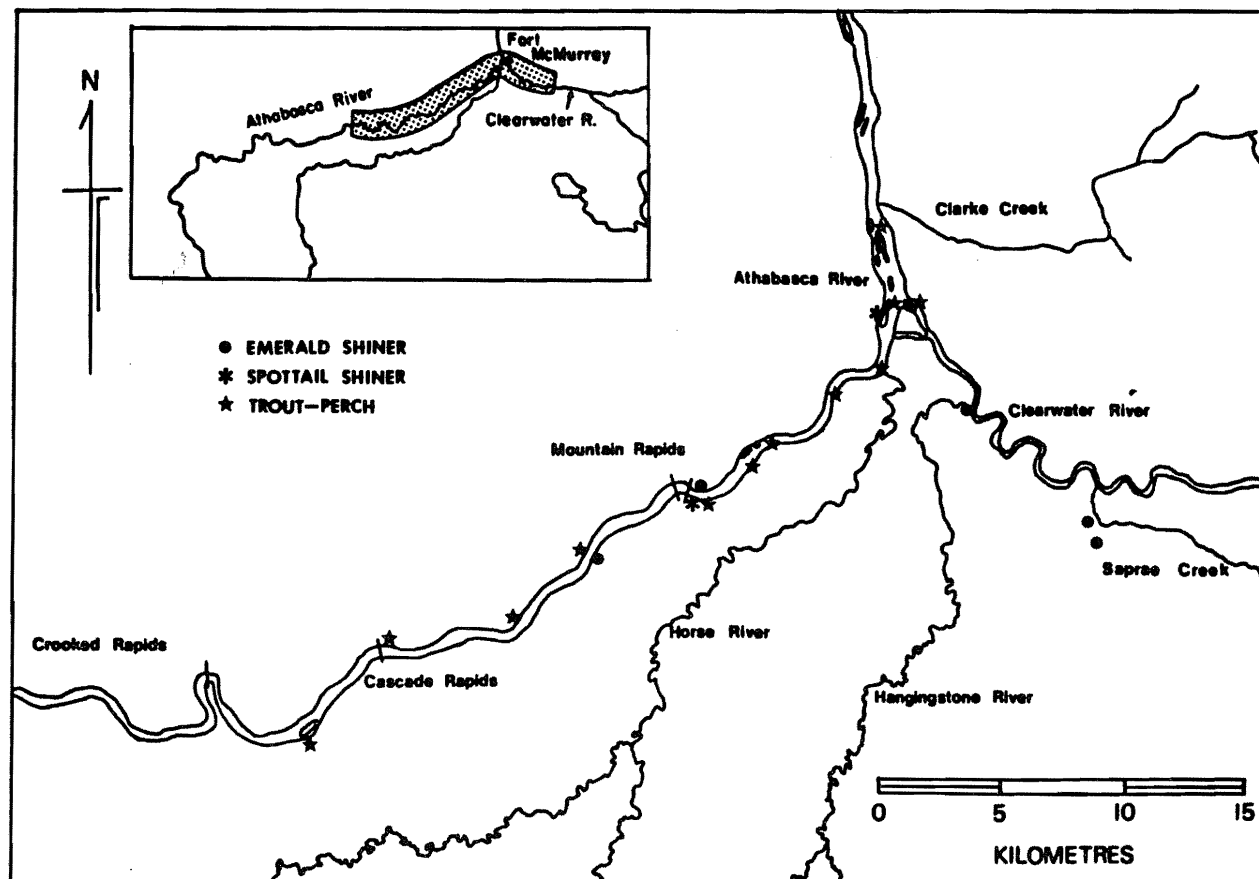 Fort
McMurray
Athabasca River
Clearwater R.
N
Clarke Creek
Athabasca River
● EMERALD SHINER
* SPOTTAIL SHINER
★ TROUT-PERCH
Clearwater River
Mountain Rapids
Saprae Creek
Crooked Rapids
Horse River
Cascade Rapids
Hangingstone River
0 5 10 15
KILOMETRES